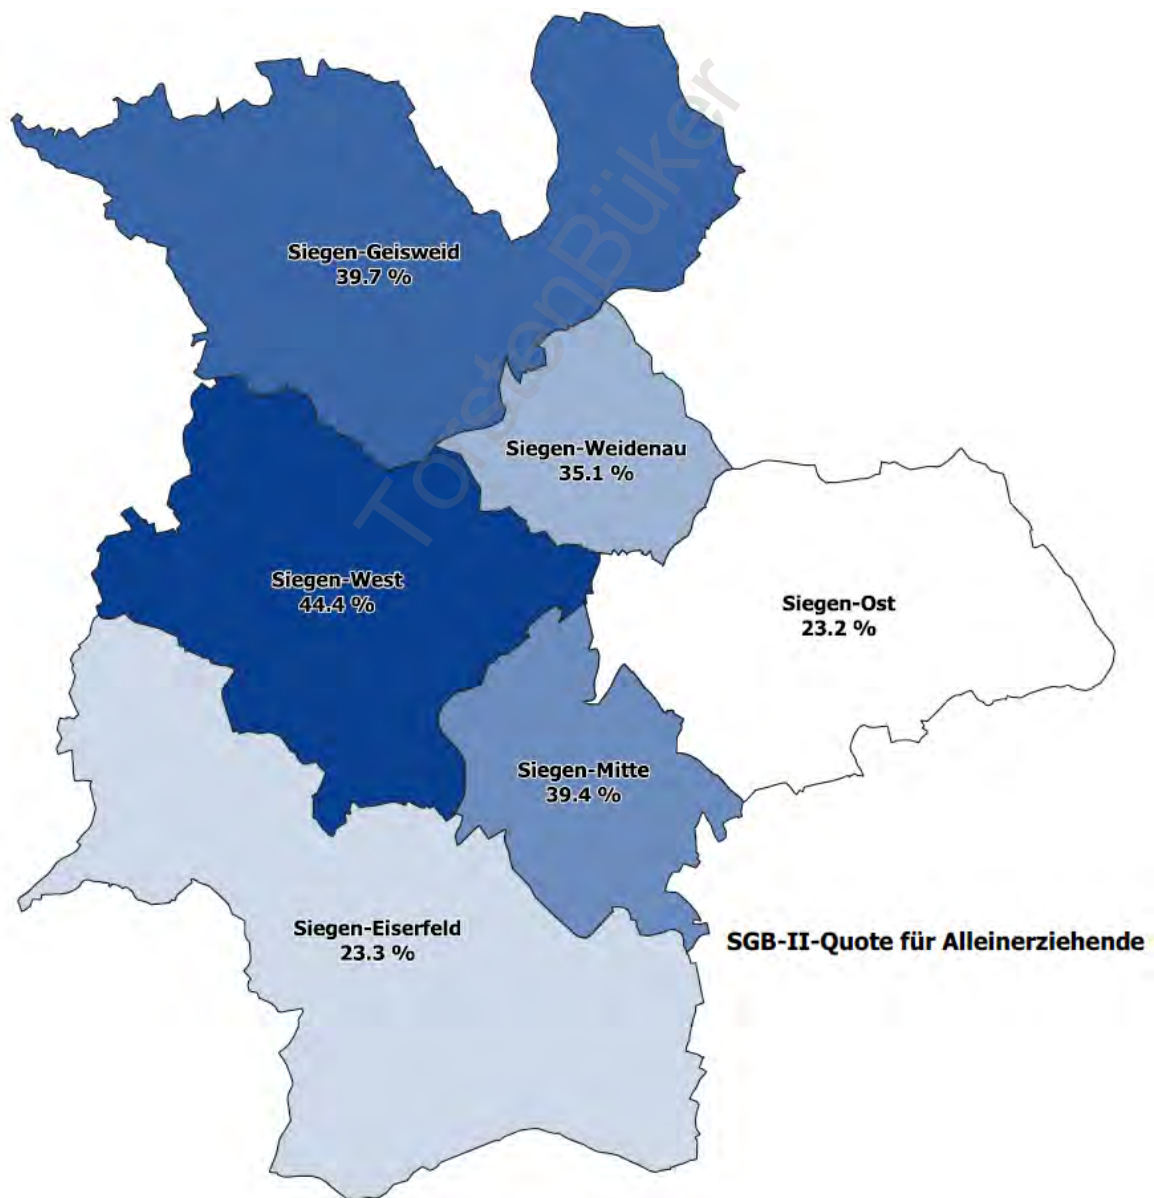 Siegen-Geisweid
39.7 %
Siegen-Weidenau
35.1 %
Siegen-West
44.4 %
Siegen-Ost
23.2 %
Siegen-Mitte
39.4 %
Siegen-Eiserfeld
23.3 %
SGB-II-Quote für Alleinerziehende
TorstenBüker